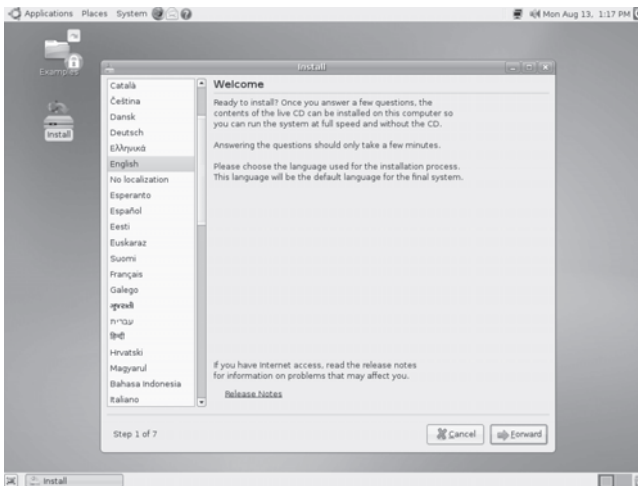 Applications Places System
Mon Aug 13, 1:17 PM
Examples
Install
Install
Català
Čeština
Dansk
Deutsch
Ελληνικά
English
No localization
Esperanto
Español
Eesti
Euskaraz
Suomi
Français
Galego
ગુજરાતી
עברית
हिन्दी
Hrvatski
Magyarul
Bahasa Indonesia
Italiano
Welcome
Ready to install? Once you answer a few questions, the
contents of the live CD can be installed on this computer so
you can run the system at full speed and without the CD.
Answering the questions should only take a few minutes.
Please choose the language used for the installation process.
This language will be the default language for the final system.
If you have Internet access, read the release notes
for information on problems that may affect you.
Release Notes
Step 1 of 7
Cancel
Forward
Install